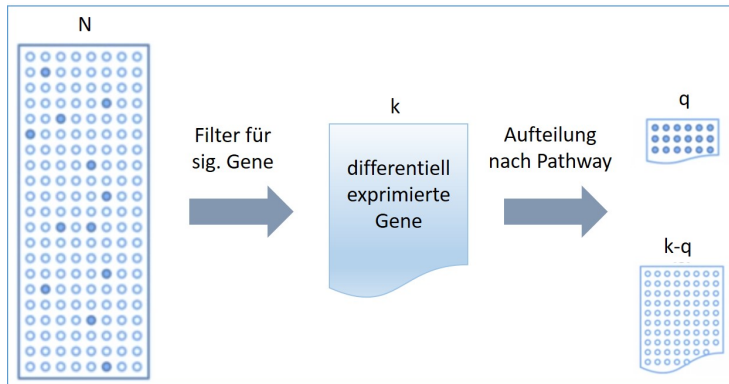 N
Filter für
sig. Gene
k
differentiell
exprimierte
Gene
Aufteilung
nach Pathway
q
k-q